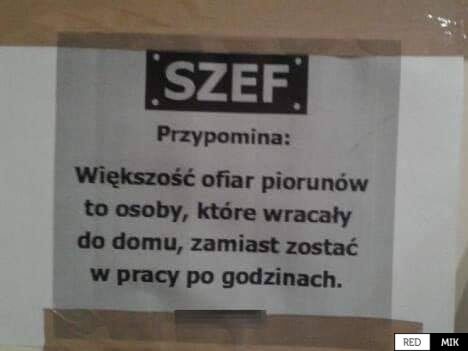 SZEF
Przypomina:
Większość ofiar piorunów
to osoby, które wracały
do domu, zamiast zostać
w pracy po godzinach.
RED MIK